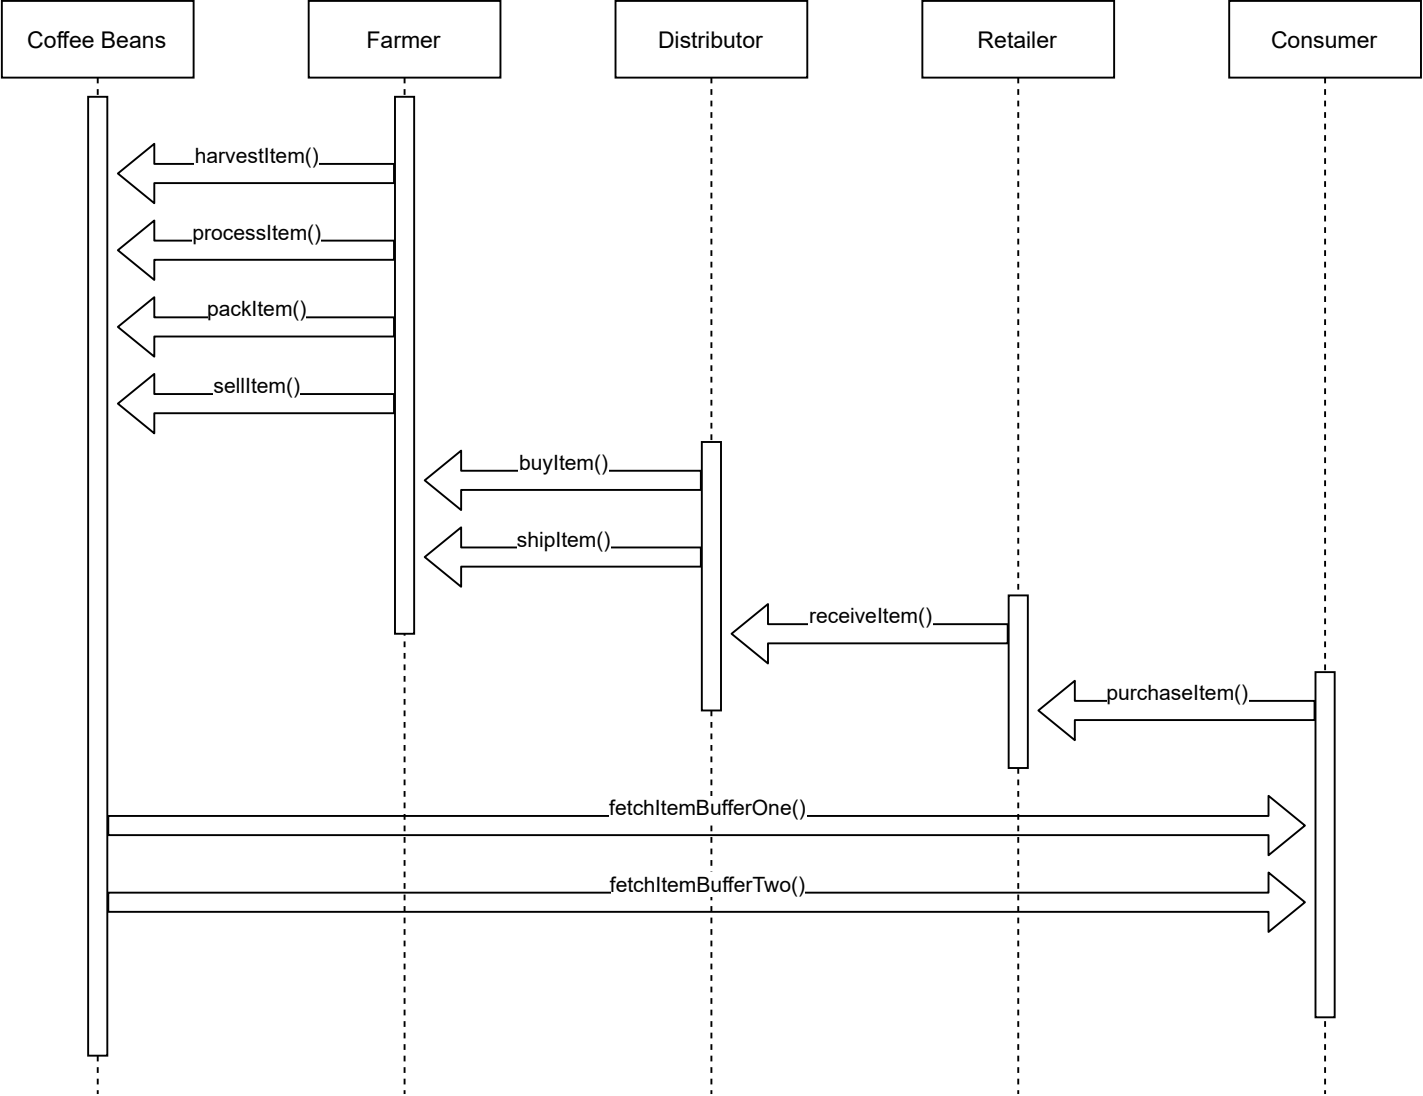 Coffee Beans
Farmer
Distributor
Retailer
Consumer
harvestItem()
processItem()
packItem()
sellItem()
buyItem()
shipItem()
receiveItem()
purchaseItem()
fetchItemBufferOne()
fetchItemBufferTwo()